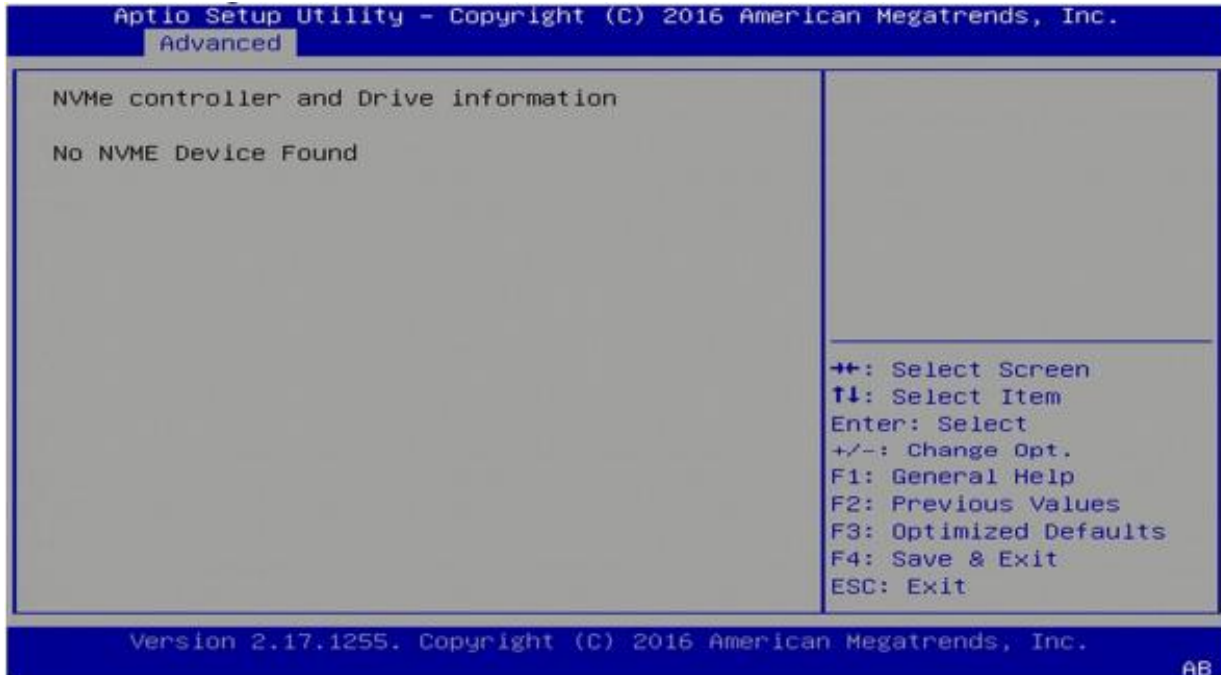 Aptio Setup Utility – Copyright (C) 2016 American Megatrends, Inc.
Advanced
NVMe controller and Drive information
No NVME Device Found
→←: Select Screen
↑↓: Select Item
Enter: Select
+/-: Change Opt.
F1: General Help
F2: Previous Values
F3: Optimized Defaults
F4: Save & Exit
ESC: Exit
Version 2.17.1255. Copyright (C) 2016 American Megatrends, Inc.
AB